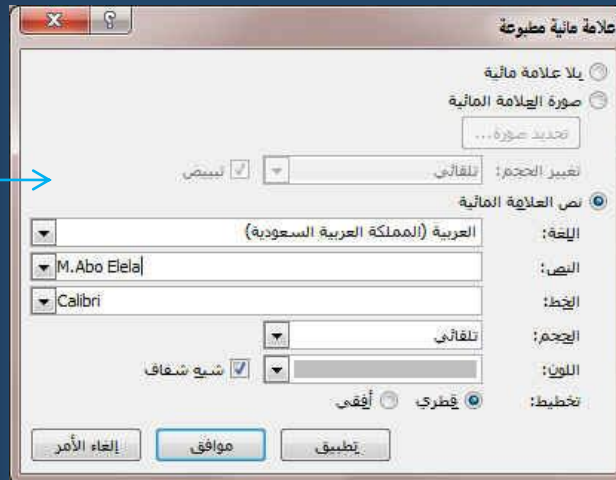 علامة مائية مطبوعة
بلا علامة مائية
صورة العلامة المائية
تحديد صورة...
تغيير الحجم: تلقائي تبييض
نص العلامة المائية
اللغة: العربية (المملكة العربية السعودية)
النص: M.Abo Elela
الخط: Calibri
الحجم: تلقائي
اللون: شبه شفاف
تخطيط: قطري أفقي
تطبيق موافق إلغاء الأمر